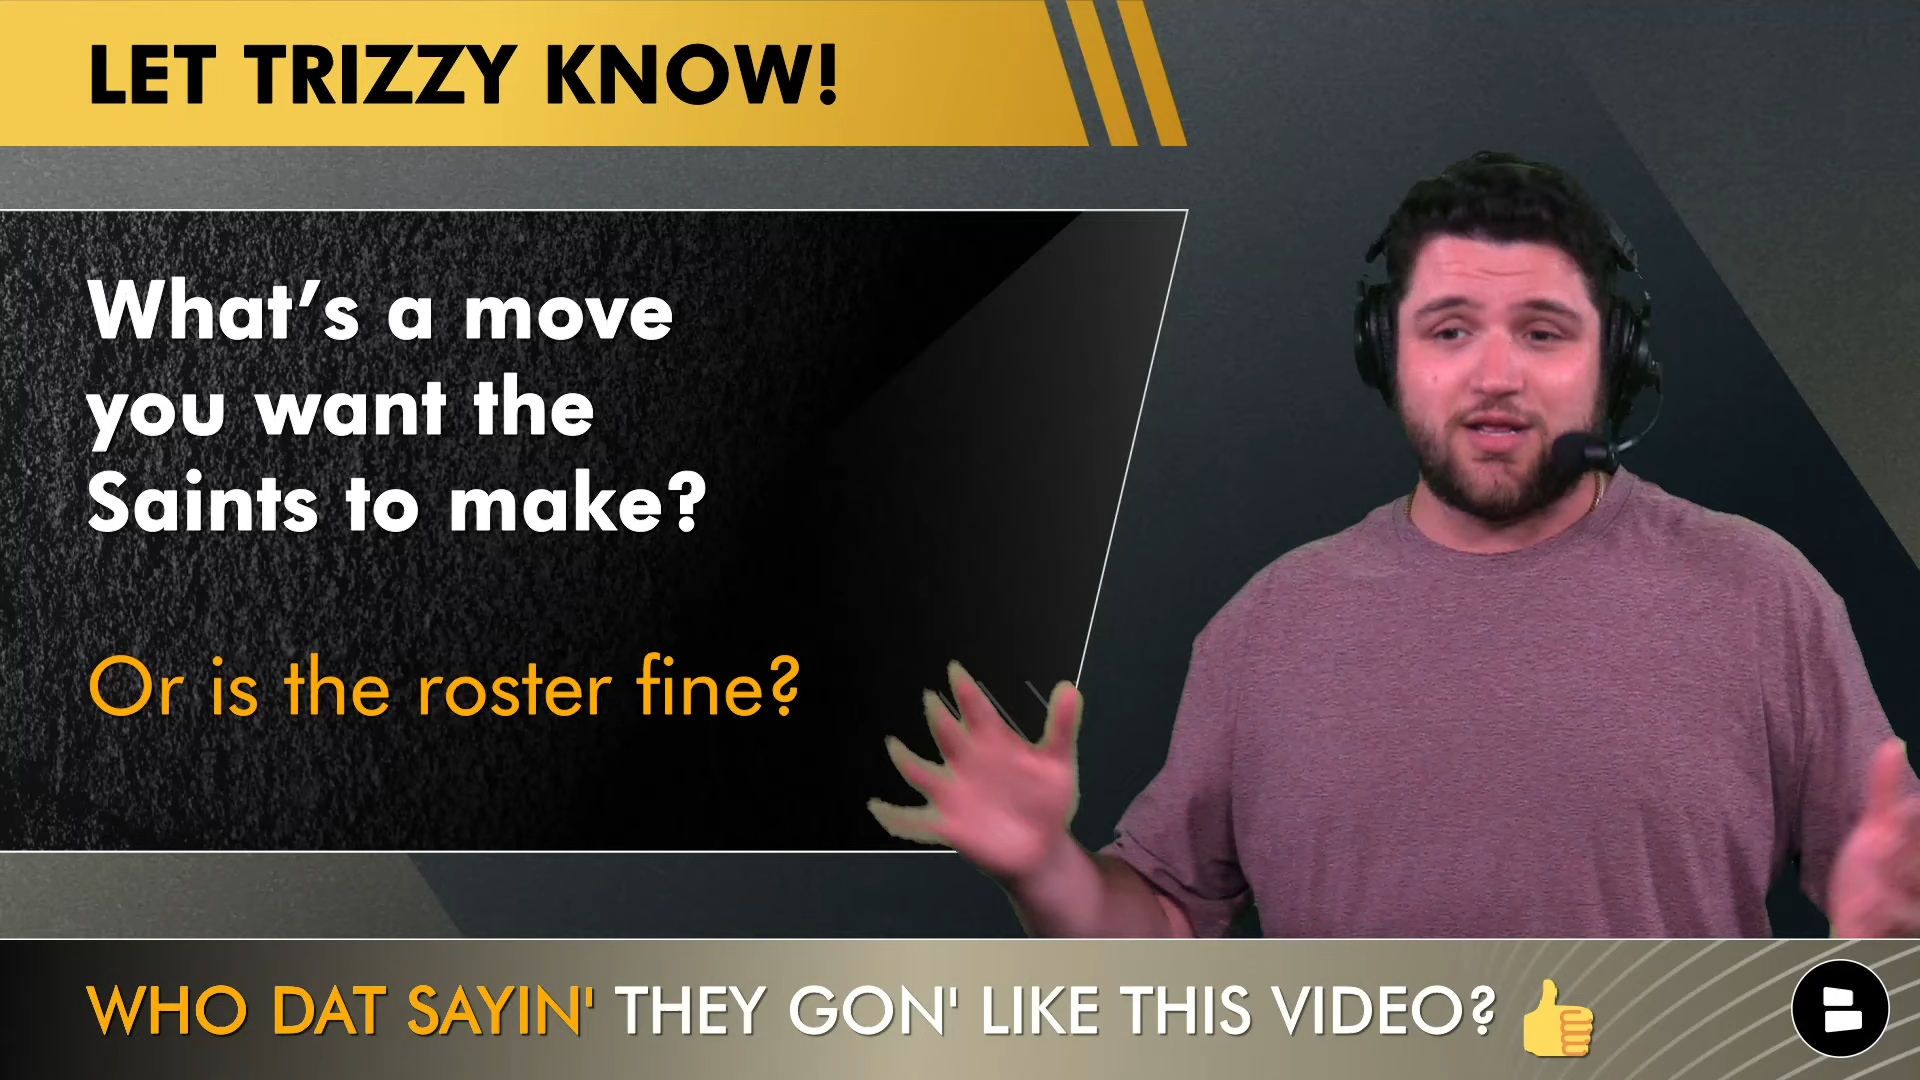 LET TRIZZY KNOW!
What’s a move
you want the
Saints to make?
Or is the roster fine?
WHO DAT SAYIN' THEY GON' LIKE THIS VIDEO?